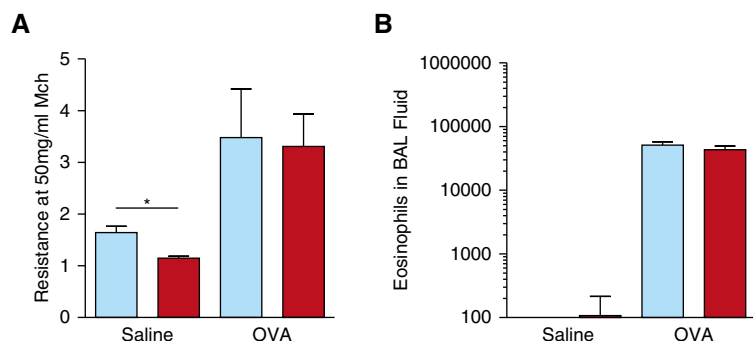 A
Resistance at 50mg/ml Mch
5
4
3
2
1
0
*
Saline
OVA
B
Eosinophils in BAL Fluid
1000000
100000
10000
1000
100
Saline
OVA